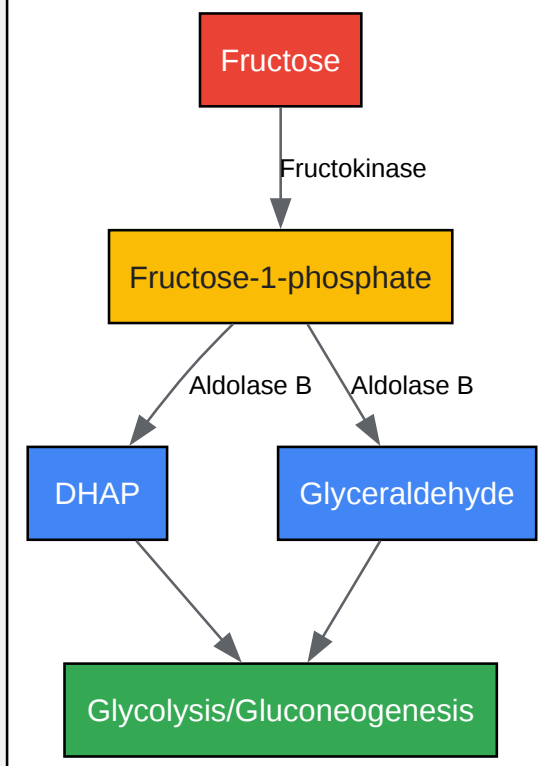 Fructose
Fructokinase
Fructose-1-phosphate
Aldolase B
Aldolase B
DHAP
Glyceraldehyde
Glycolysis/Gluconeogenesis